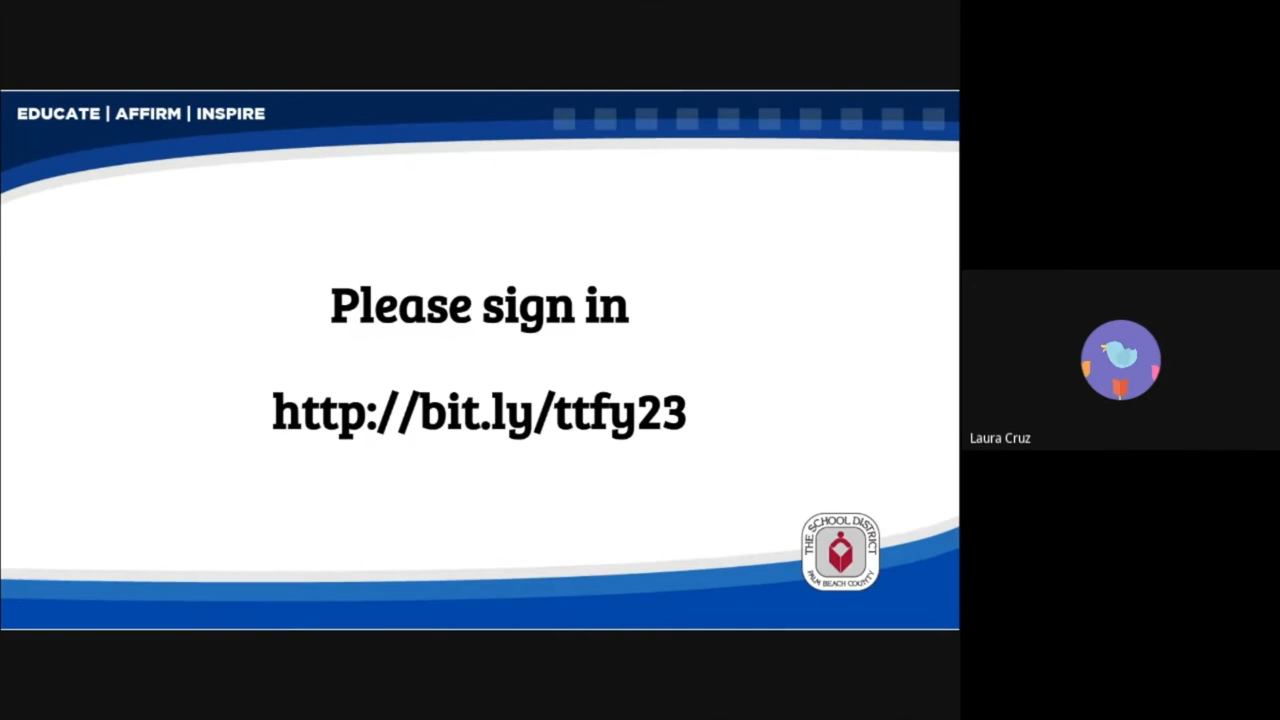 EDUCATE | AFFIRM | INSPIRE
Please sign in
http://bit.ly/ttfy23
THE SCHOOL DISTRICT
PALM BEACH COUNTY
Laura Cruz